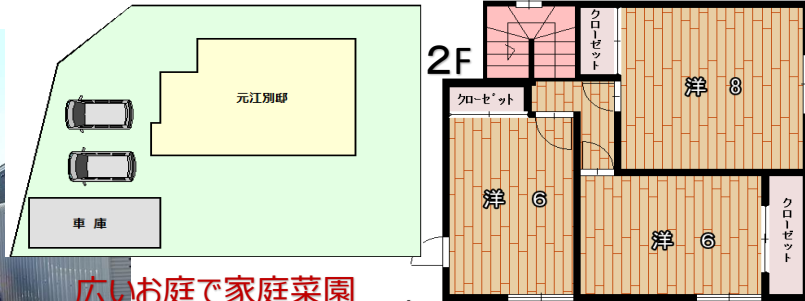 元江別邸
車庫
広いお庭で家庭菜園
2F
クローゼット
洋 8
クローゼット
洋 6
洋 6
クローゼット